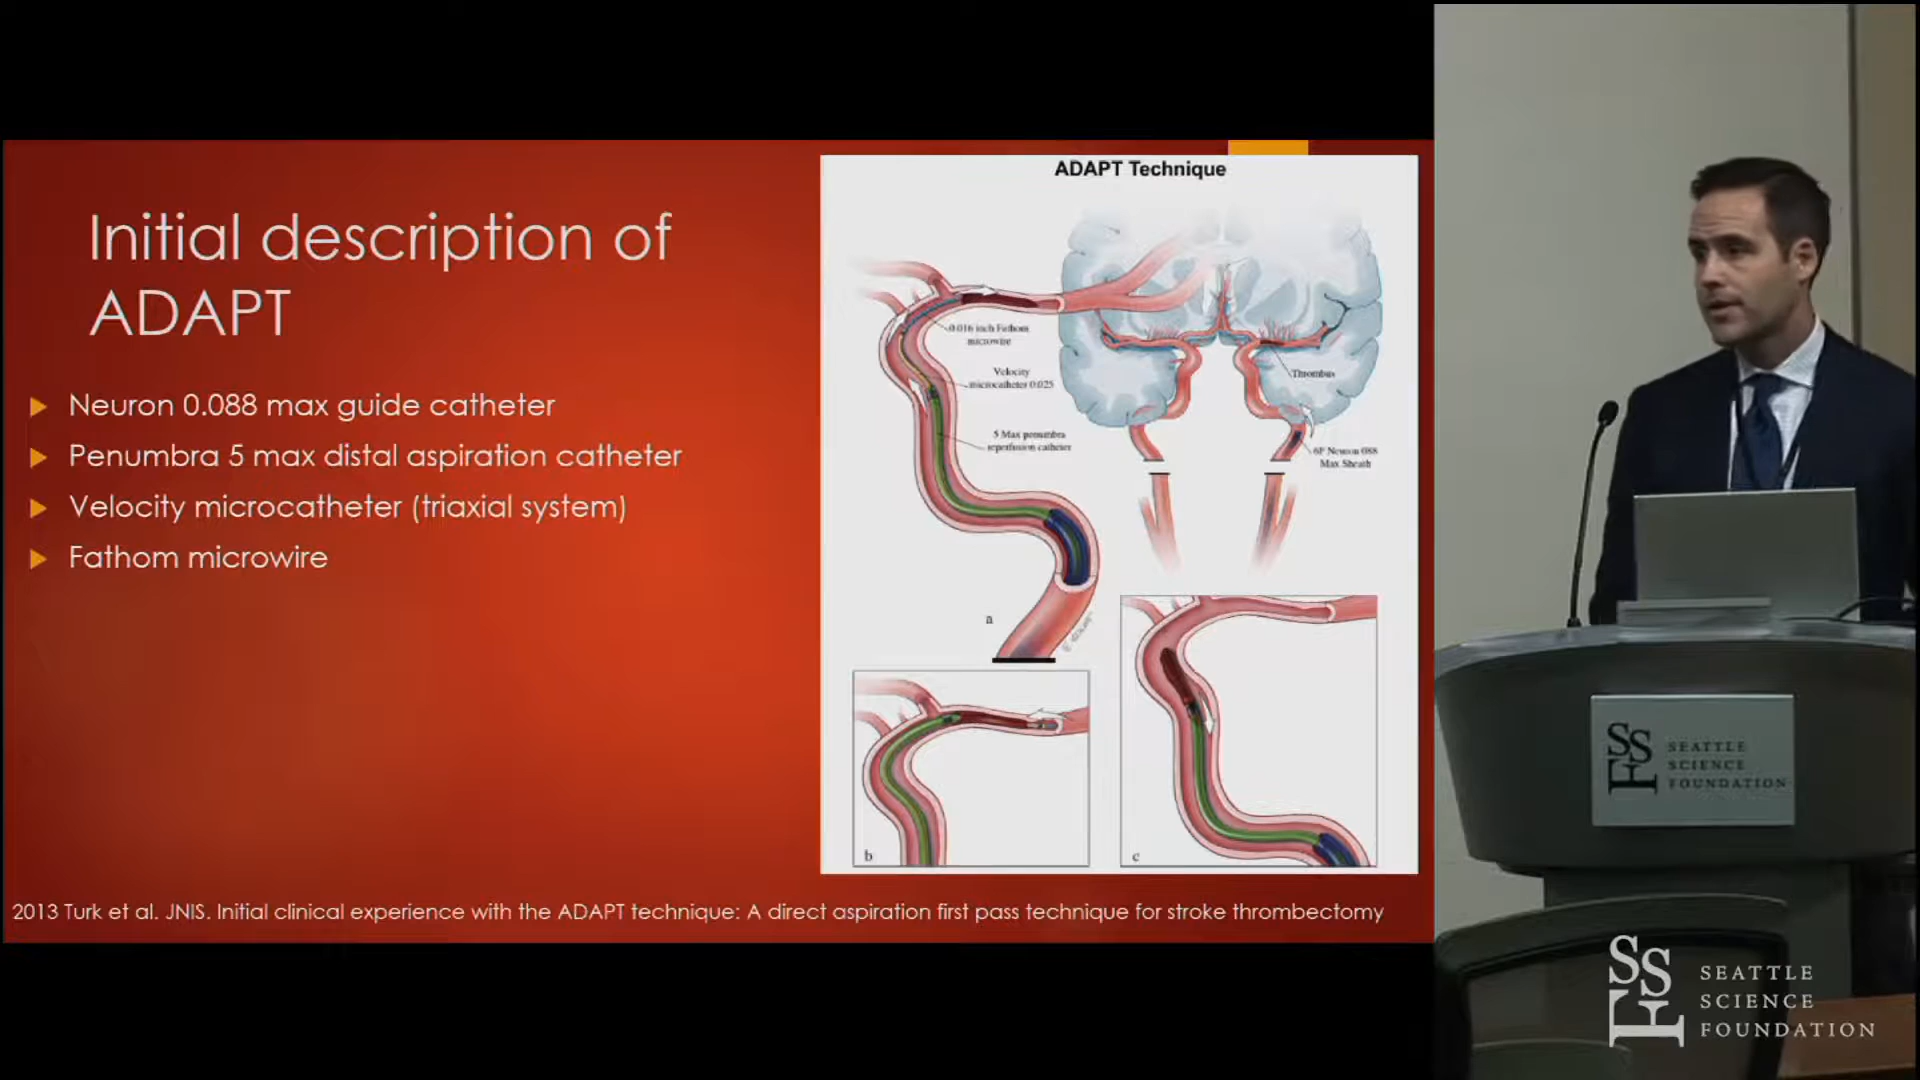 Initial description of
ADAPT
Neuron 0.088 max guide catheter
Penumbra 5 max distal aspiration catheter
Velocity microcatheter (triaxial system)
Fathom microwire
ADAPT Technique
0.016 inch Fathom
microwire
Velocity
microcatheter 0.025
5 Max penumbra
reperfusion catheter
Thrombus
6F Neuron 088
Max Sheath
a
b
c
2013 Turk et al. JNIS. Initial clinical experience with the ADAPT technique: A direct aspiration first pass technique for stroke thrombectomy
SSF
SEATTLE
SCIENCE
FOUNDATION
SSF
SEATTLE
SCIENCE
FOUNDATION